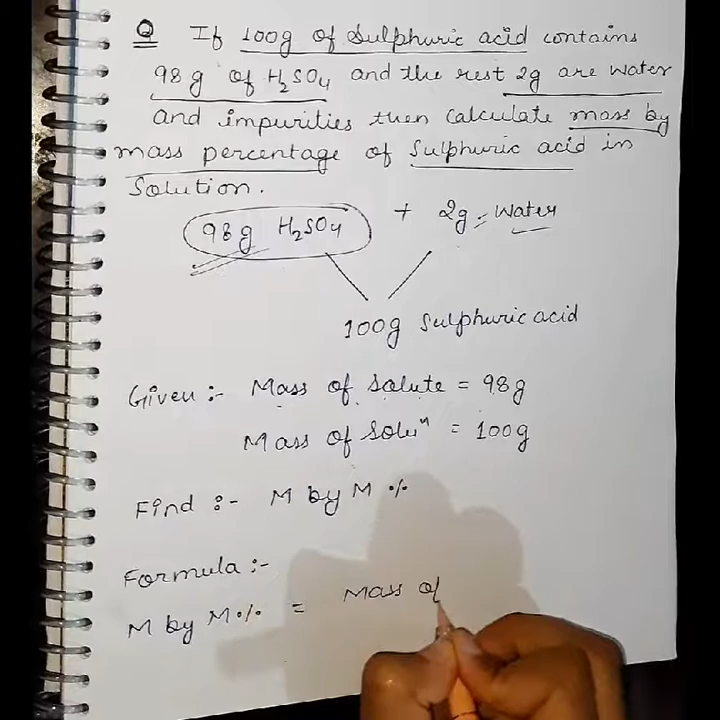 Q If 100g of Sulphuric acid contains
98 g of H2SO4 and the rest 2g are water
and impurities then calculate mass by
mass percentage of Sulphuric acid in
Solution.
98g H2SO4 + 2g = Water
100g Sulphuric acid
Given :- Mass of Solute = 98g
Mass of Soluⁿ = 100g
Find :- M by M %
Formula :-
M by M% = Mass of